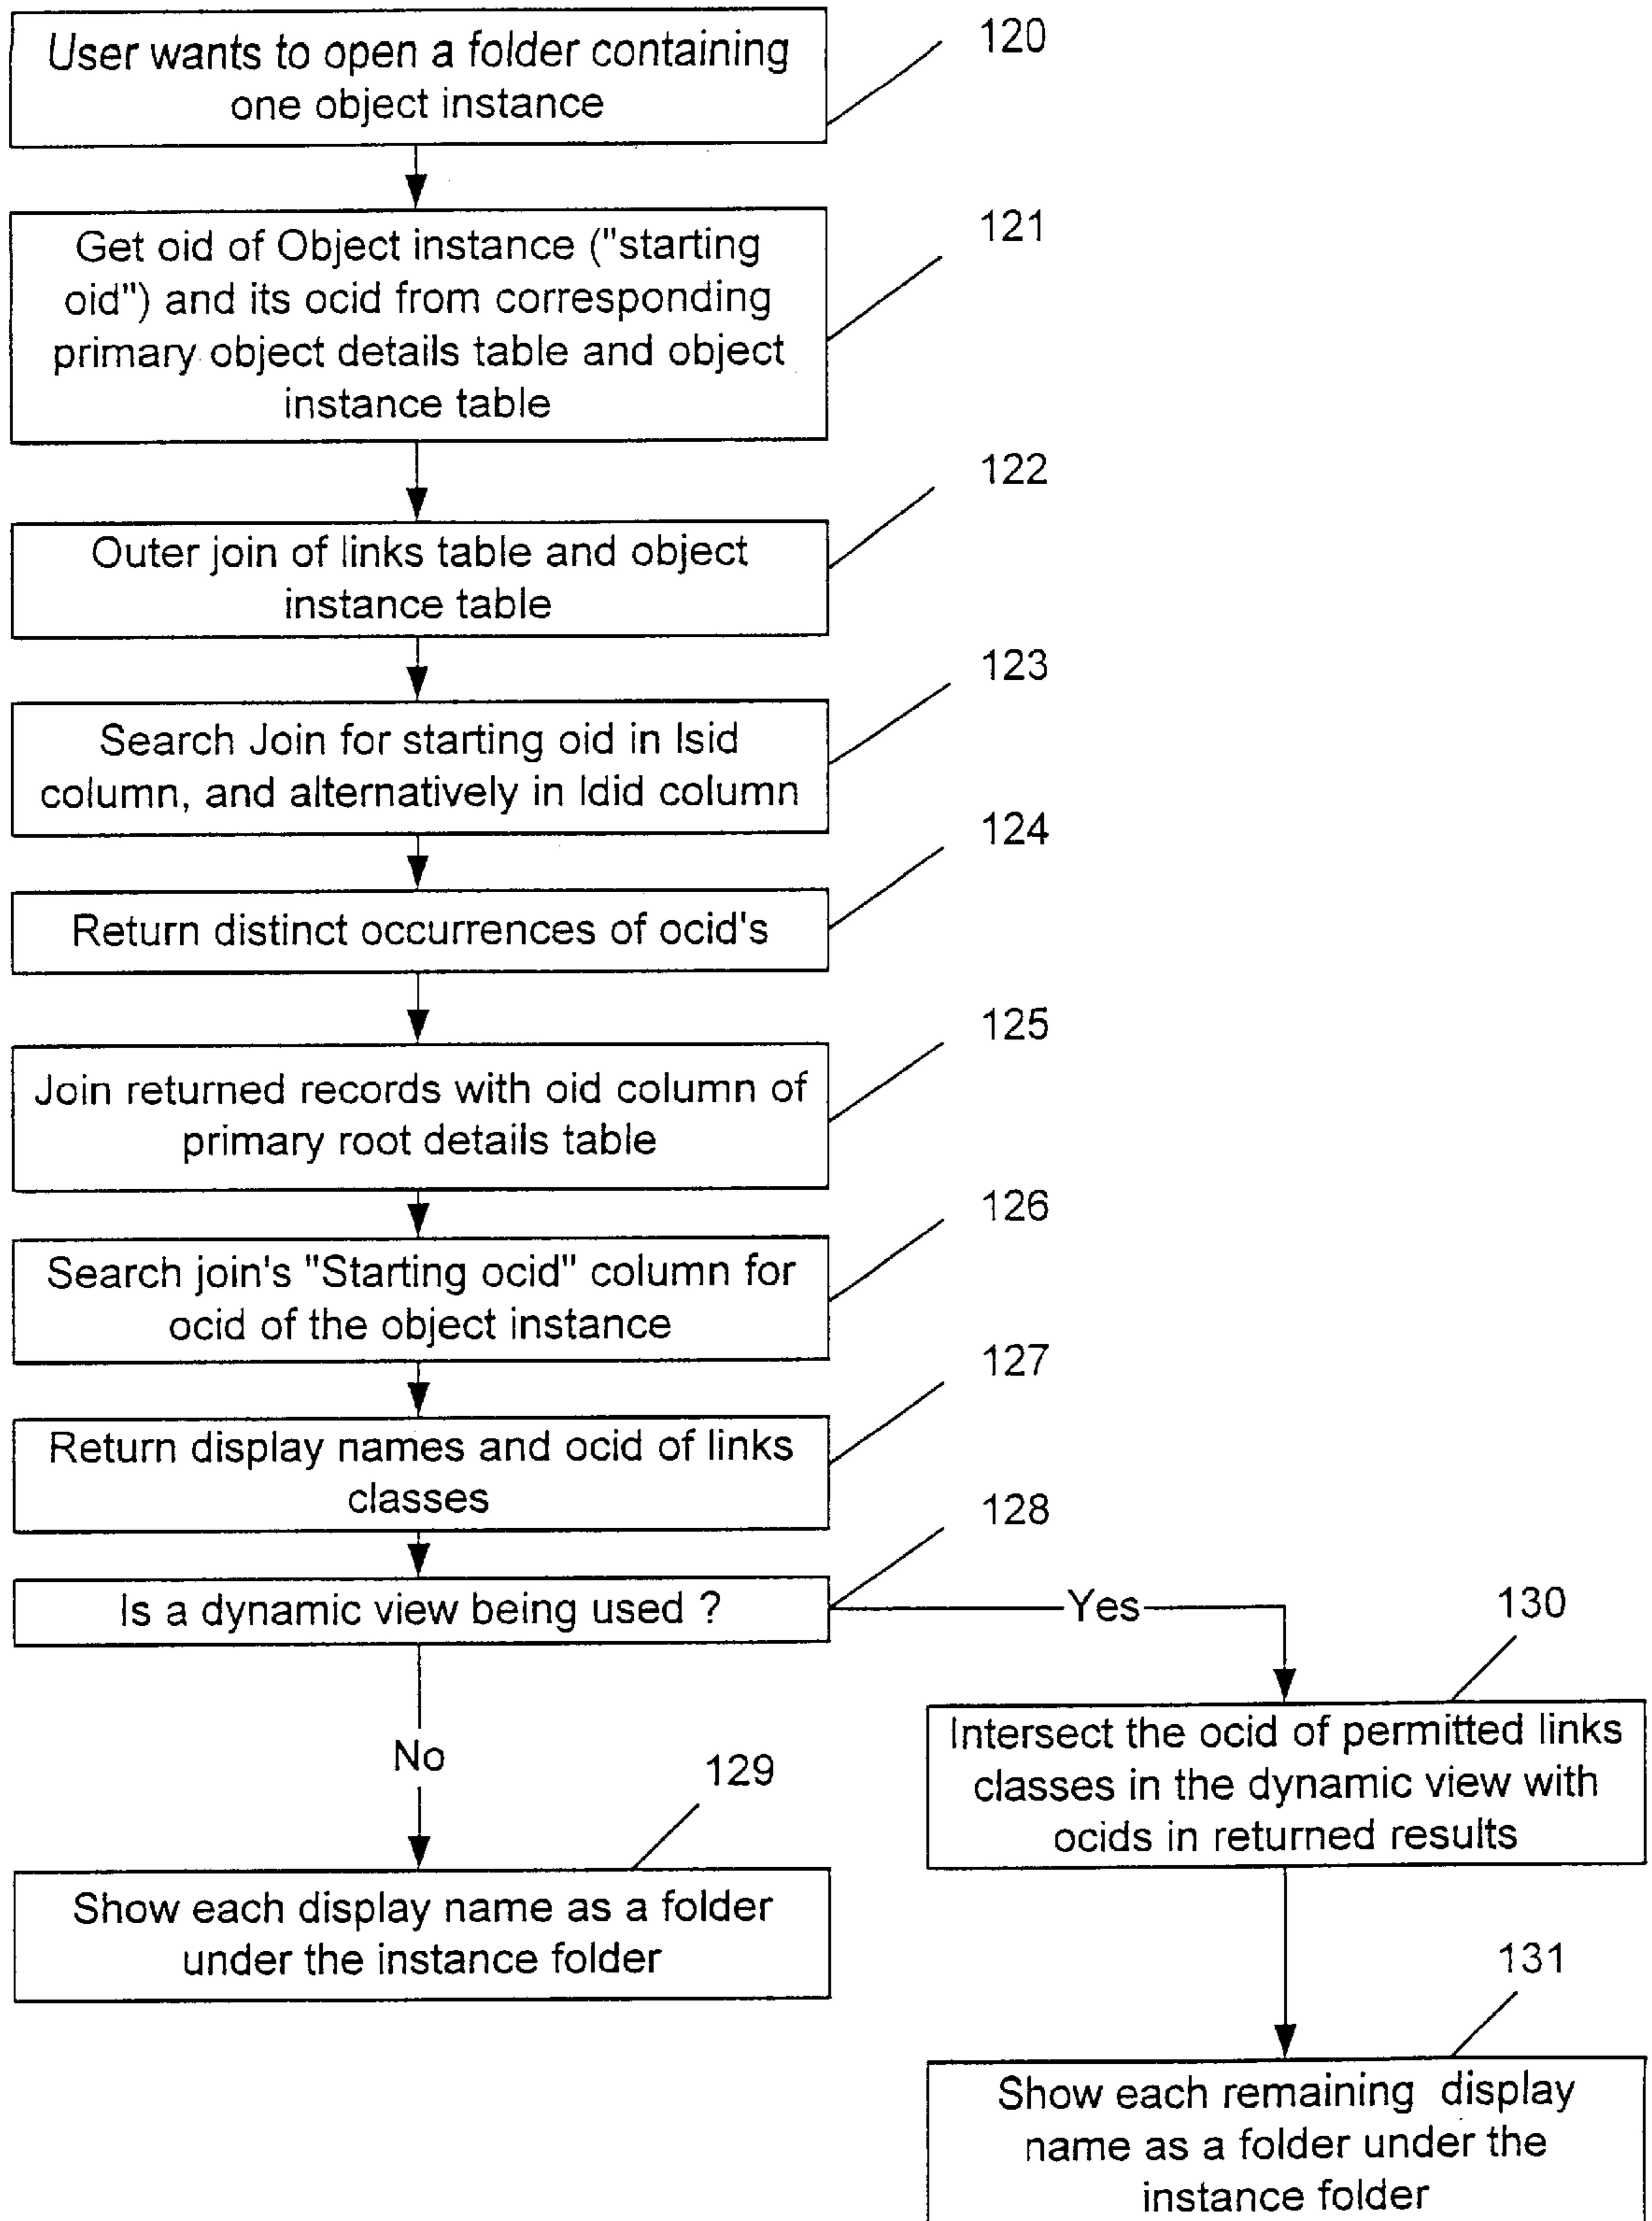 User wants to open a folder containing
one object instance
120
Get oid of Object instance ("starting
oid") and its ocid from corresponding
primary object details table and object
instance table
121
Outer join of links table and object
instance table
122
Search Join for starting oid in lsid
column, and alternatively in ldid column
123
Return distinct occurrences of ocid's
124
Join returned records with oid column of
primary root details table
125
Search join's "Starting ocid" column for
ocid of the object instance
126
Return display names and ocid of links
classes
127
Is a dynamic view being used ?
128
Yes
No
130
Intersect the ocid of permitted links
classes in the dynamic view with
ocids in returned results
129
Show each display name as a folder
under the instance folder
131
Show each remaining display
name as a folder under the
instance folder